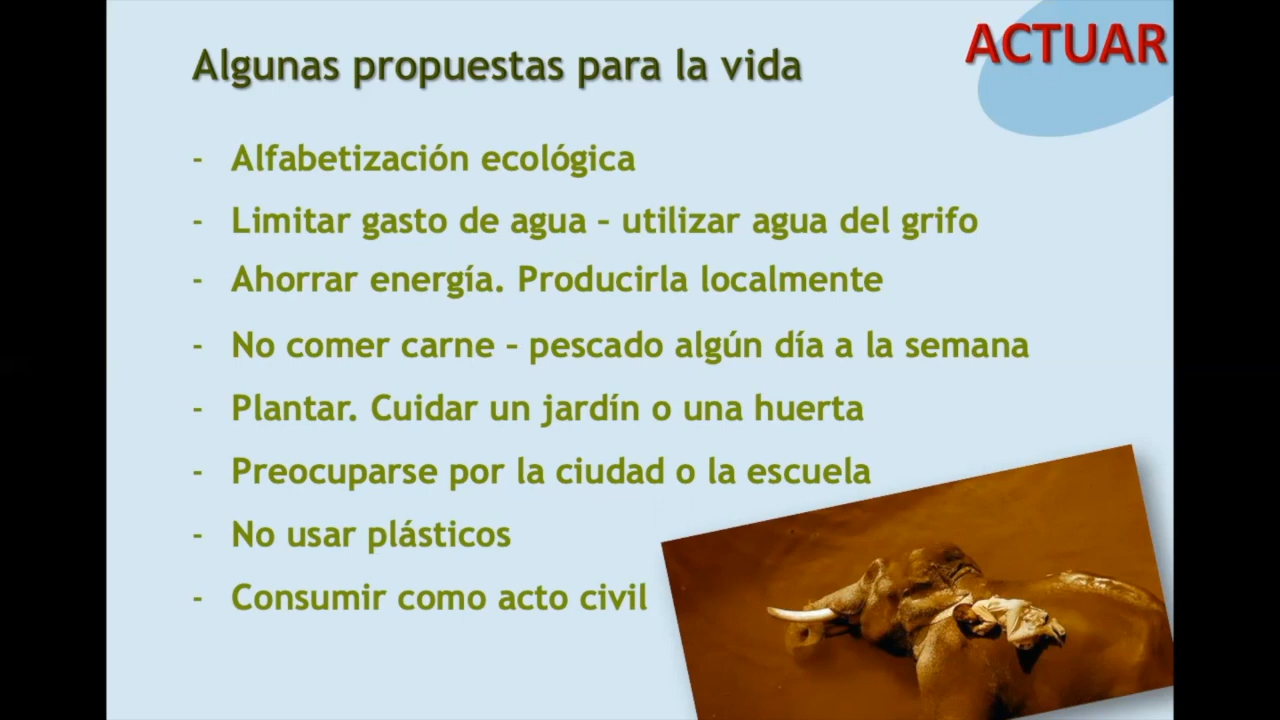 ACTUAR
Algunas propuestas para la vida
- Alfabetización ecológica
- Limitar gasto de agua – utilizar agua del grifo
- Ahorrar energía. Producirla localmente
- No comer carne – pescado algún día a la semana
- Plantar. Cuidar un jardín o una huerta
- Preocuparse por la ciudad o la escuela
- No usar plásticos
- Consumir como acto civil